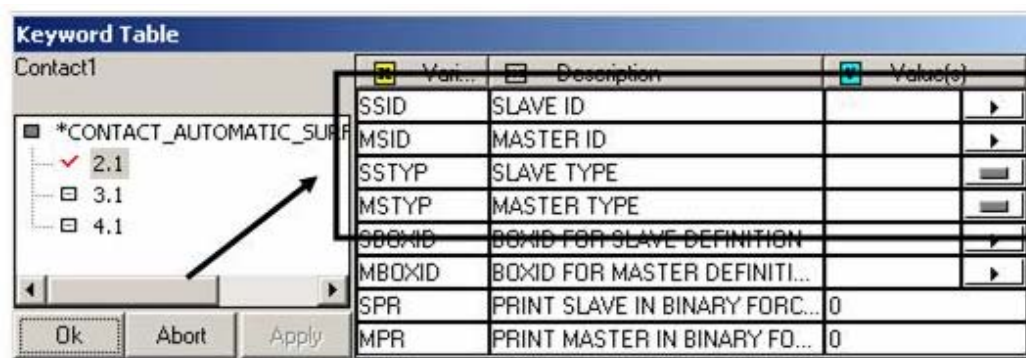 Keyword Table
Contact1
Vari... Description Value(s)
SSID SLAVE ID
*CONTACT_AUTOMATIC_SURF MSID MASTER ID
2.1 SSTYP SLAVE TYPE
3.1 MSTYP MASTER TYPE
4.1 SBOXID BOXID FOR SLAVE DEFINITION
MBOXID BOXID FOR MASTER DEFINITI...
SPR PRINT SLAVE IN BINARY FORC... 0
Ok Abort Apply MPR PRINT MASTER IN BINARY FO... 0